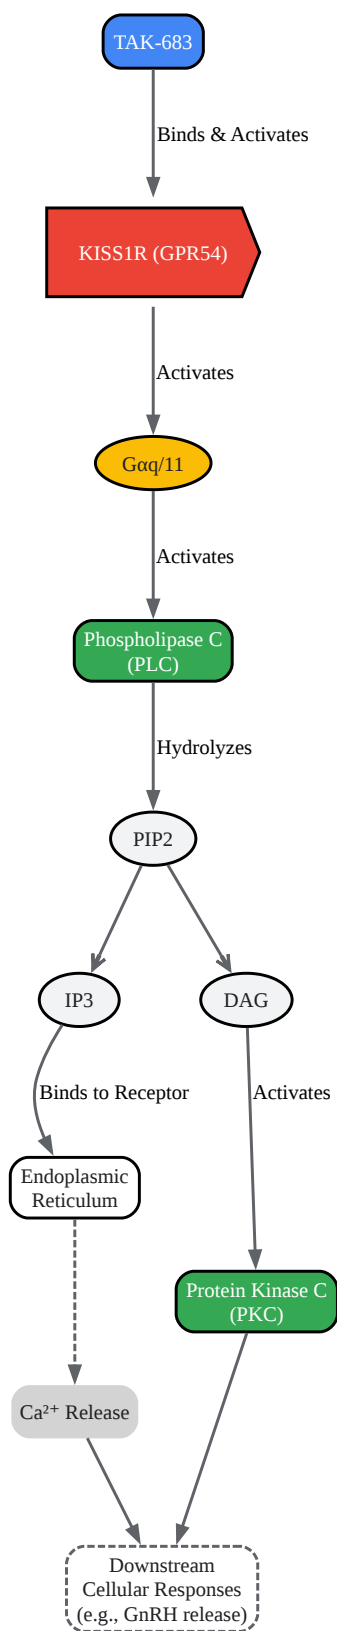 TAK-683
Binds & Activates
KISS1R (GPR54)
Activates
Gαq/11
Activates
Phospholipase C
(PLC)
Hydrolyzes
PIP2
IP3
DAG
Binds to Receptor
Activates
Endoplasmic
Reticulum
Protein Kinase C
(PKC)
Ca²⁺ Release
Downstream
Cellular Responses
(e.g., GnRH release)